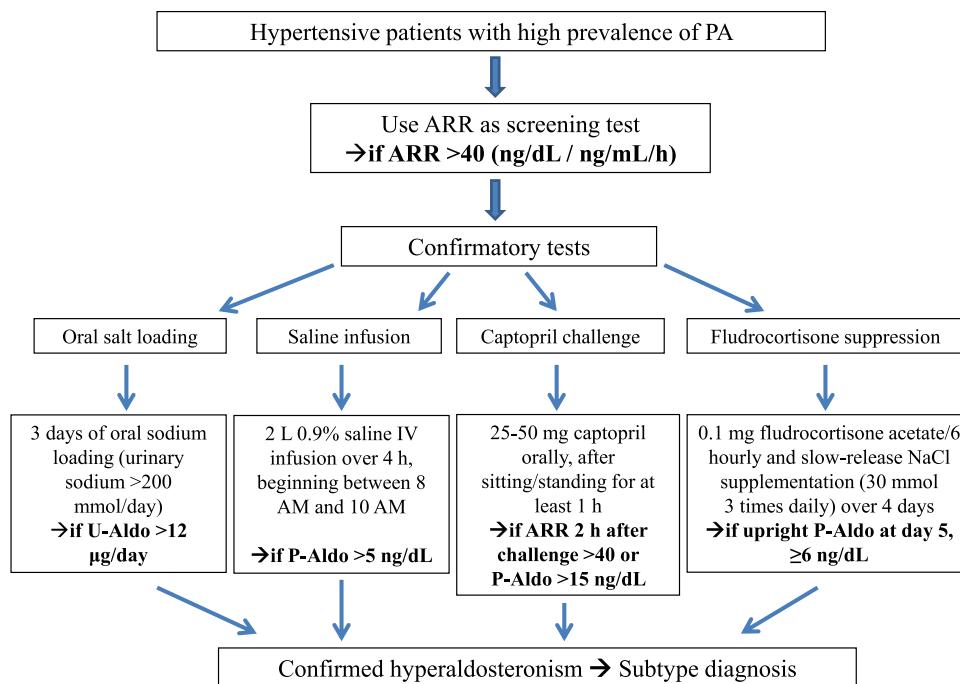 Hypertensive patients with high prevalence of PA
Use ARR as screening test
→if ARR >40 (ng/dL / ng/mL/h)
Confirmatory tests
Oral salt loading
Saline infusion
Captopril challenge
Fludrocortisone suppression
3 days of oral sodium
loading (urinary
sodium >200
mmol/day)
→if U-Aldo >12
µg/day
2 L 0.9% saline IV
infusion over 4 h,
beginning between 8
AM and 10 AM
→if P-Aldo >5 ng/dL
25-50 mg captopril
orally, after
sitting/standing for at
least 1 h
→if ARR 2 h after
challenge >40 or
P-Aldo >15 ng/dL
0.1 mg fludrocortisone acetate/6
hourly and slow-release NaCl
supplementation (30 mmol
3 times daily) over 4 days
→if upright P-Aldo at day 5,
≥6 ng/dL
Confirmed hyperaldosteronism → Subtype diagnosis